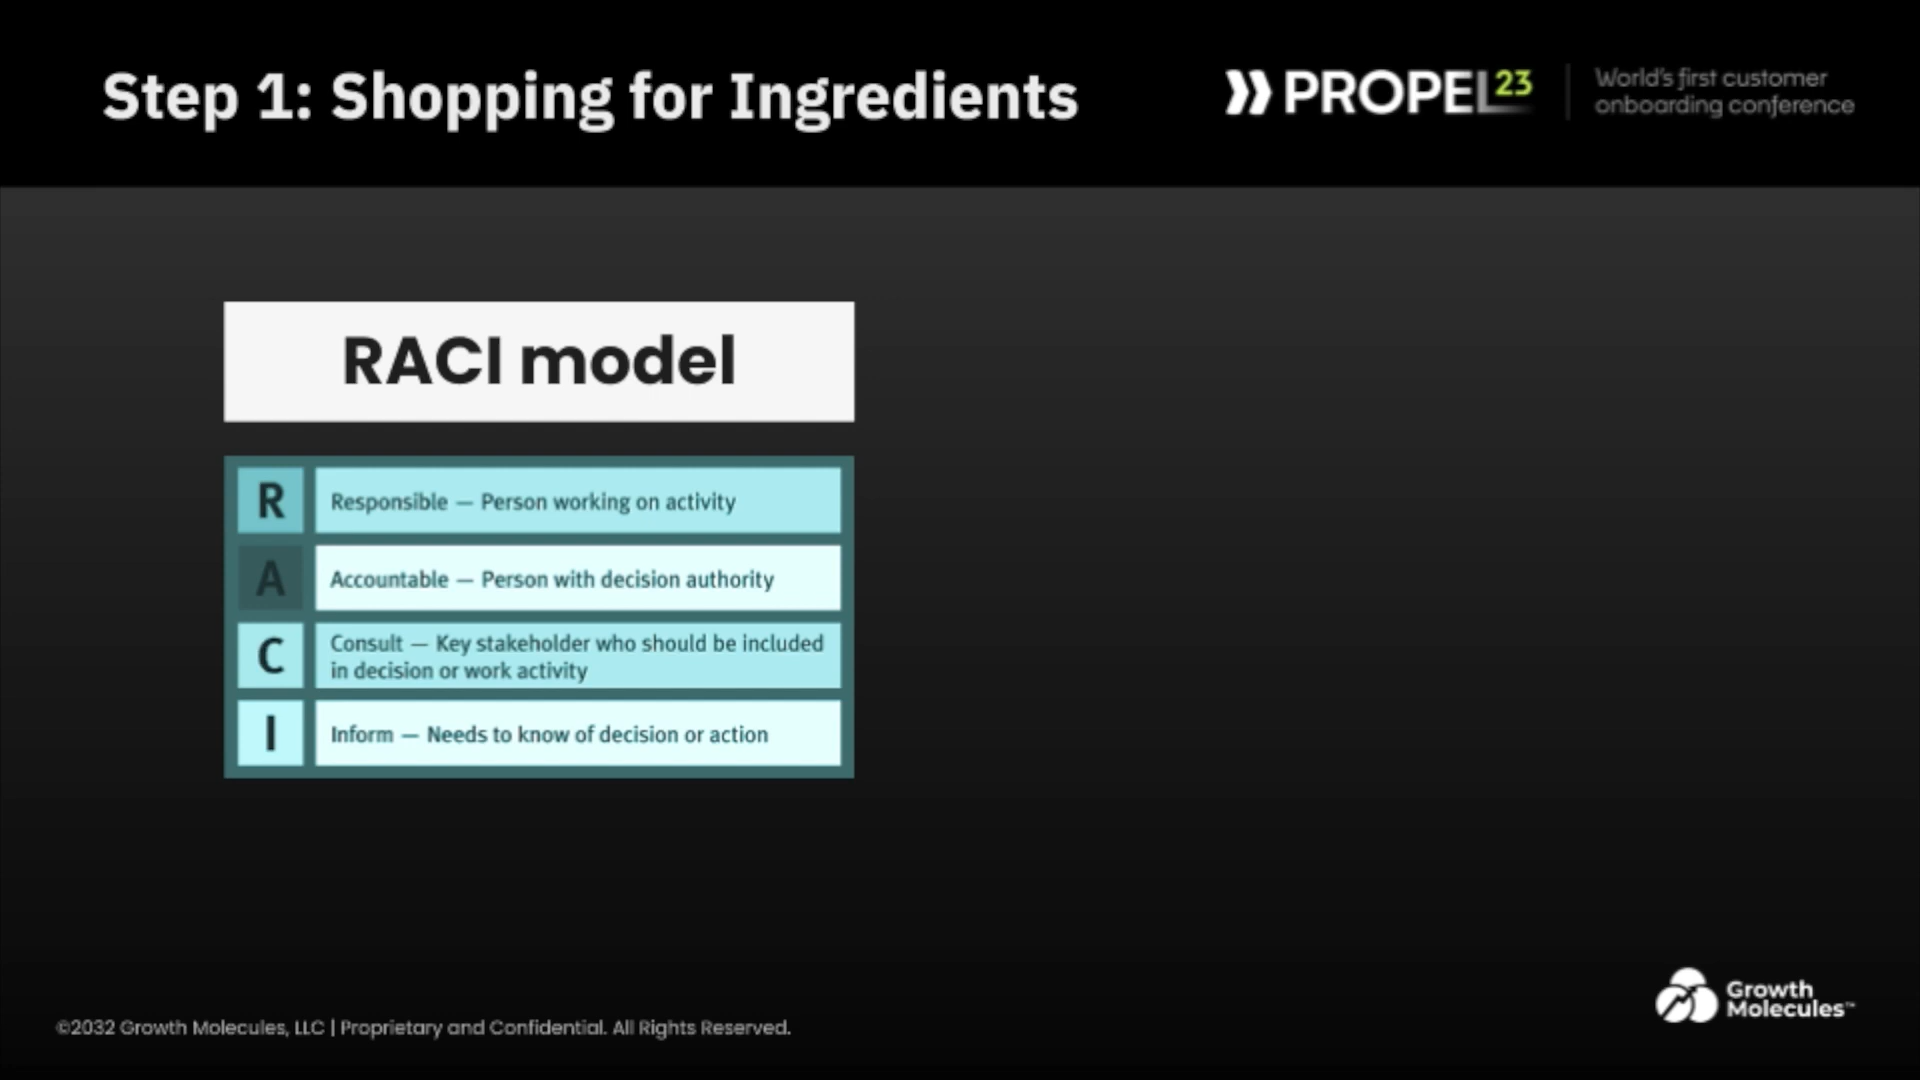 Step 1: Shopping for Ingredients
PROPEL23
World's first customer
onboarding conference
RACI model
R
Responsible — Person working on activity
A
Accountable — Person with decision authority
C
Consult — Key stakeholder who should be included
in decision or work activity
I
Inform — Needs to know of decision or action
Growth
Molecules™
©2032 Growth Molecules, LLC | Proprietary and Confidential. All Rights Reserved.